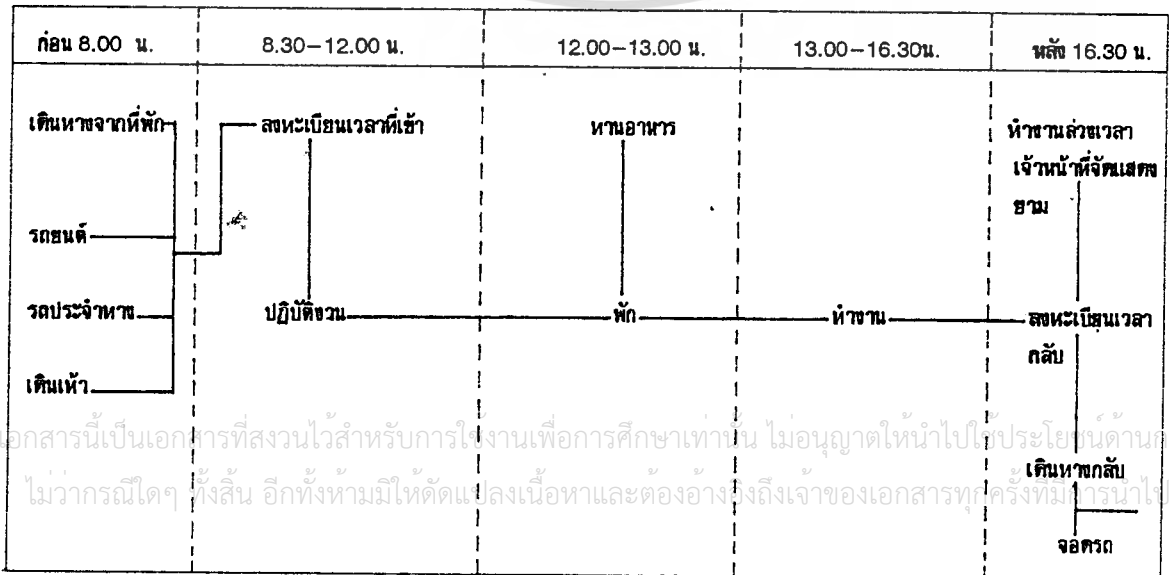 ก่อน 8.00 น.
8.30–12.00 น.
12.00–13.00 น.
13.00–16.30น.
หลัง 16.30 น.
เดินทางจากที่พัก
รถยนต์
รถประจำทาง
เดินเท้า
ลงทะเบียนเวลาที่เข้า
ปฏิบัติงวน
ทานอาหาร
พัก
ทำงาน
ทำงานล่วงเวลา
เจ้าหน้าที่จัดแสดง
ยาม
ลงทะเบียนเวลา
กลับ
เดินทางกลับ
จอดรถ
เอกสารนี้เป็นเอกสารที่สงวนไว้สำหรับการใช้งานเพื่อการศึกษาเท่านั้น ไม่อนุญาตให้นำไปใช้ประโยชน์ด้าน
ไม่ว่ากรณีใดๆ ทั้งสิ้น อีกทั้งห้ามมิให้ดัดแปลงเนื้อหาและต้องอ้างอิงถึงเจ้าของเอกสารทุกครั้งที่มีการนำไป